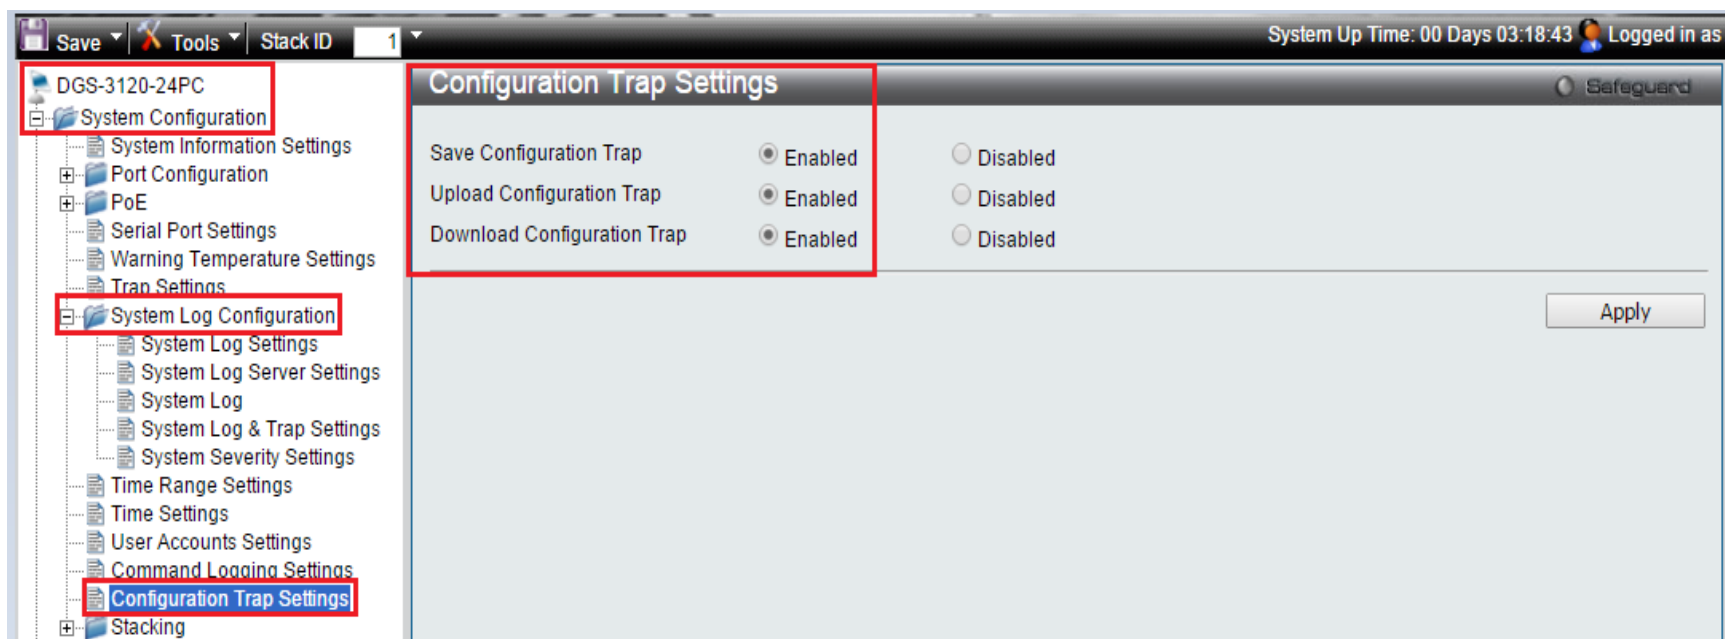 Save Tools Stack ID 1 System Up Time: 00 Days 03:18:43 Logged in as
DGS-3120-24PC
System Configuration
System Information Settings
Port Configuration
PoE
Serial Port Settings
Warning Temperature Settings
Trap Settings
System Log Configuration
System Log Settings
System Log Server Settings
System Log
System Log & Trap Settings
System Severity Settings
Time Range Settings
Time Settings
User Accounts Settings
Command Logging Settings
Configuration Trap Settings
Stacking
Configuration Trap Settings
Safeguard
Save Configuration Trap Enabled Disabled
Upload Configuration Trap Enabled Disabled
Download Configuration Trap Enabled Disabled
Apply